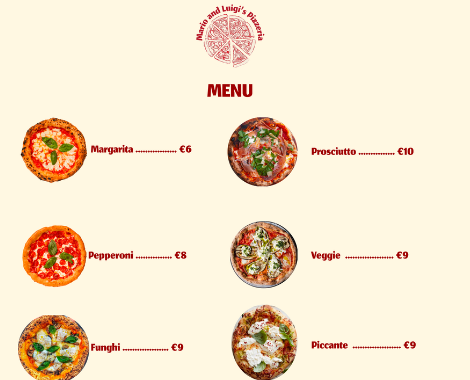 Mario and Luigi's Pizzeria
MENU
Margarita ................. €6
Prosciutto ............... €10
Pepperoni ............... €8
Veggie .................... €9
Funghi ................... €9
Piccante .................... €9